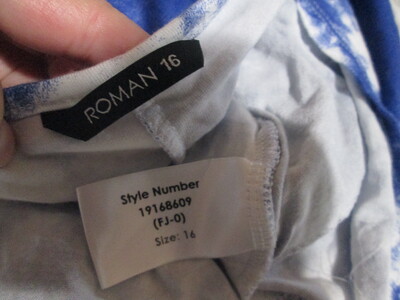 ROMAN 16
Style Number
19168609
(FJ-0)
Size: 16